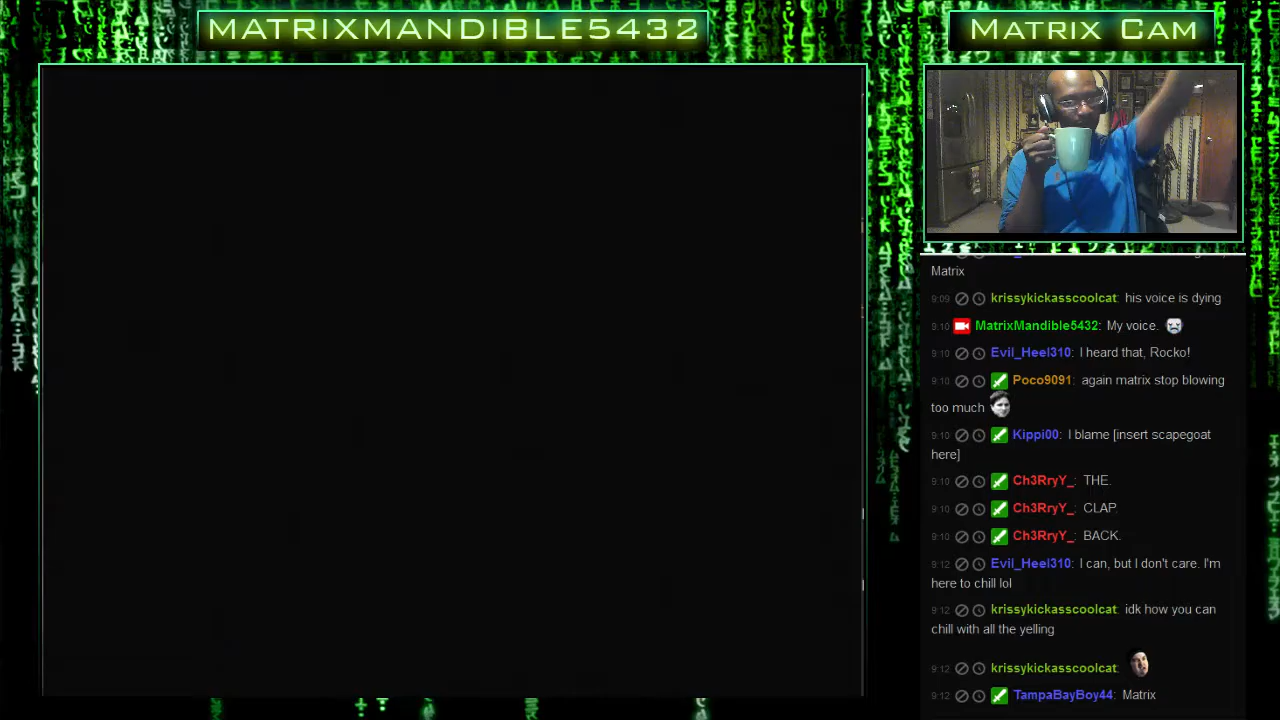 MATRIXMANDIBLE5432
Matrix Cam
Matrix
9:09 krissykickasscoolcat: his voice is dying
9:10 MatrixMandible5432: My voice.
9:10 Evil_Heel310: I heard that, Rocko!
9:10 Poco9091: again matrix stop blowing
too much
9:10 Kippi00: I blame [insert scapegoat
here]
9:10 Ch3RryY_: THE.
9:10 Ch3RryY_: CLAP.
9:10 Ch3RryY_: BACK.
9:12 Evil_Heel310: I can, but I don't care. I'm
here to chill lol
9:12 krissykickasscoolcat: idk how you can
chill with all the yelling
9:12 krissykickasscoolcat:
9:12 TampaBayBoy44: Matrix